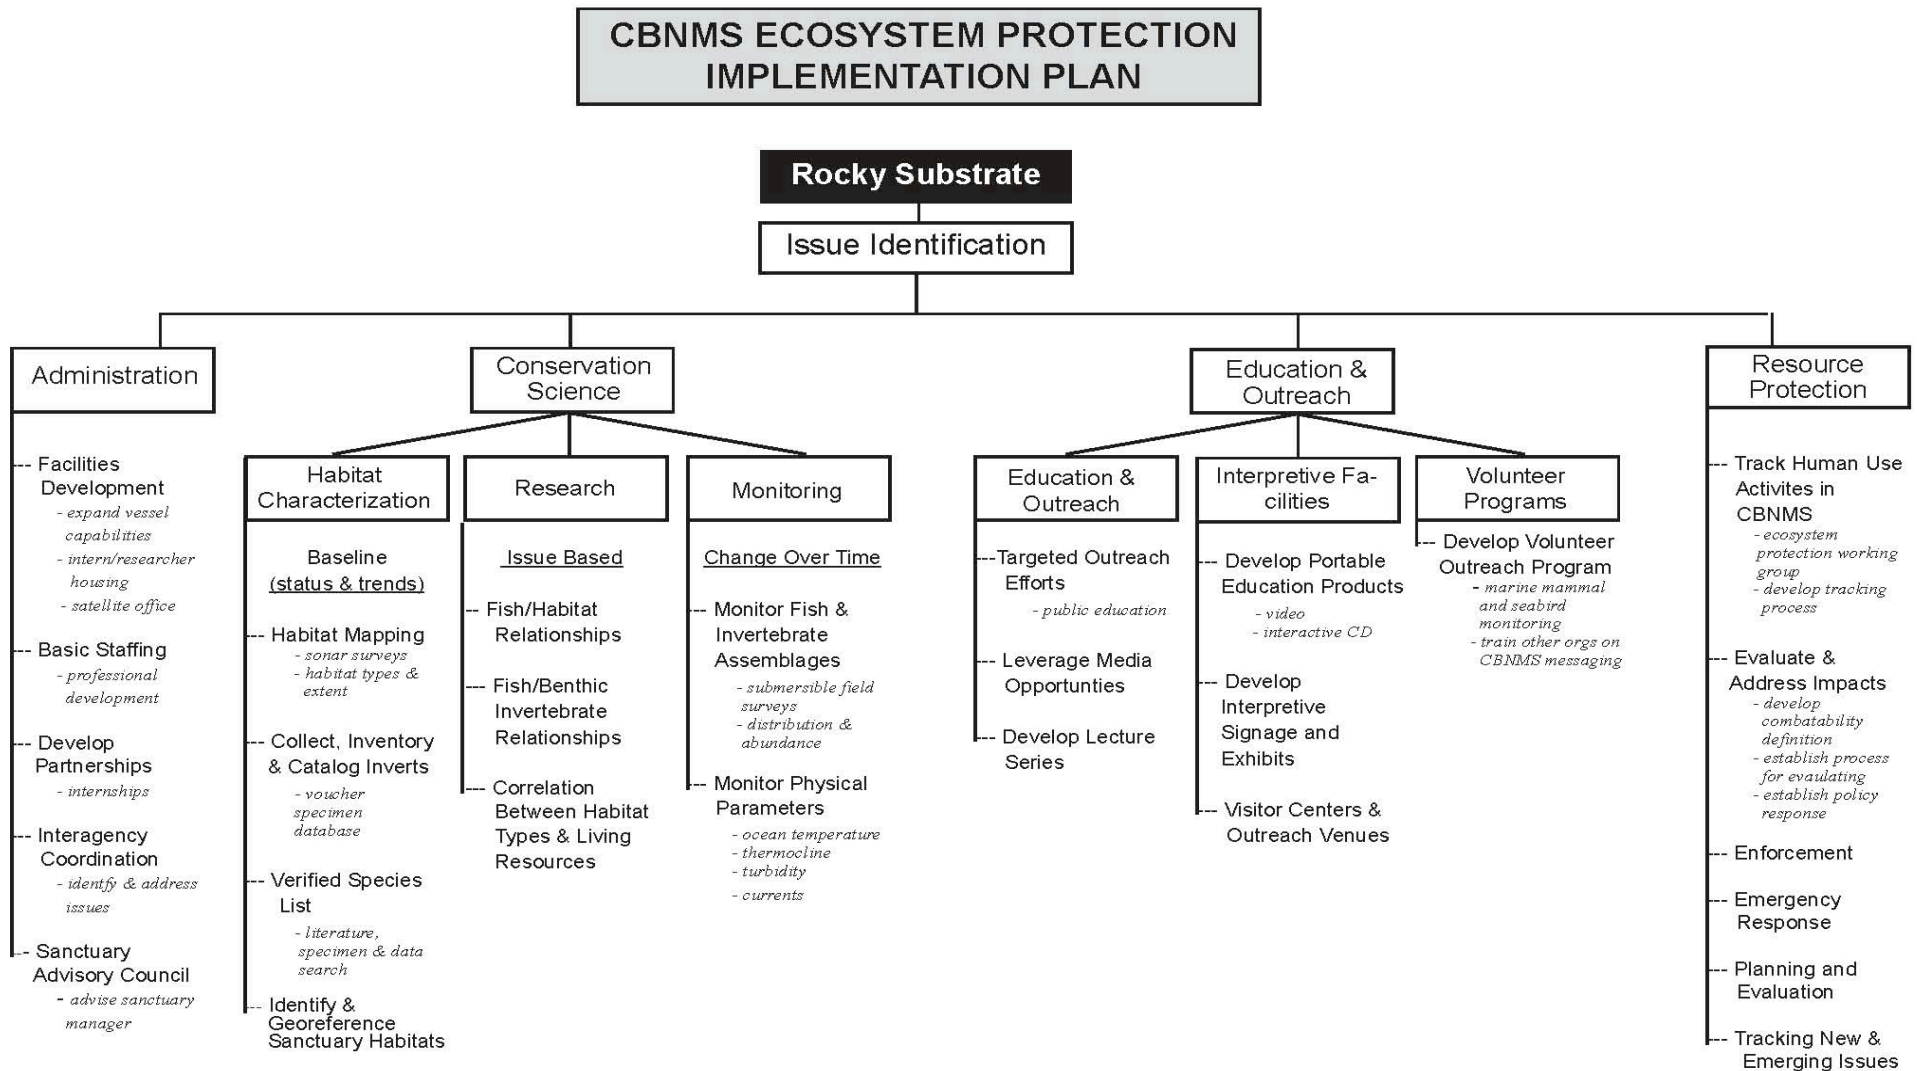 CBNMS ECOSYSTEM PROTECTION
IMPLEMENTATION PLAN
Rocky Substrate
Issue Identification
Administration
--- Facilities
Development
- expand vessel
capabilities
- intern/researcher
housing
- satellite office
--- Basic Staffing
- professional
development
--- Develop
Partnerships
- internships
--- Interagency
Coordination
- identfy & address
issues
--- Sanctuary
Advisory Council
- advise sanctuary
manager
Conservation
Science
Habitat
Characterization
Baseline
(status & trends)
--- Habitat Mapping
- sonar surveys
- habitat types &
extent
--- Collect, Inventory
& Catalog Inverts
- voucher
specimen
database
--- Verified Species
List
- literature,
specimen & data
search
--- Identify &
Georeference
Sanctuary Habitats
Research
Issue Based
--- Fish/Habitat
Relationships
--- Fish/Benthic
Invertebrate
Relationships
--- Correlation
Between Habitat
Types & Living
Resources
Monitoring
Change Over Time
--- Monitor Fish &
Invertebrate
Assemblages
- submersible field
surveys
- distribution &
abundance
--- Monitor Physical
Parameters
- ocean temperature
- thermocline
- turbidity
- currents
Education &
Outreach
Education &
Outreach
--- Targeted Outreach
Efforts
- public education
--- Leverage Media
Opportunties
--- Develop Lecture
Series
Interpretive Fa-
cilities
--- Develop Portable
Education Products
- video
- interactive CD
--- Develop
Interpretive
Signage and
Exhibits
--- Visitor Centers &
Outreach Venues
Volunteer
Programs
--- Develop Volunteer
Outreach Program
- marine mammal
and seabird
monitoring
- train other orgs on
CBNMS messaging
Resource
Protection
--- Track Human Use
Activites in
CBNMS
- ecosystem
protection working
group
- develop tracking
process
--- Evaluate &
Address Impacts
- develop
combatability
definition
- establish process
for evaulating
- establish policy
response
--- Enforcement
--- Emergency
Response
--- Planning and
Evaluation
--- Tracking New &
Emerging Issues